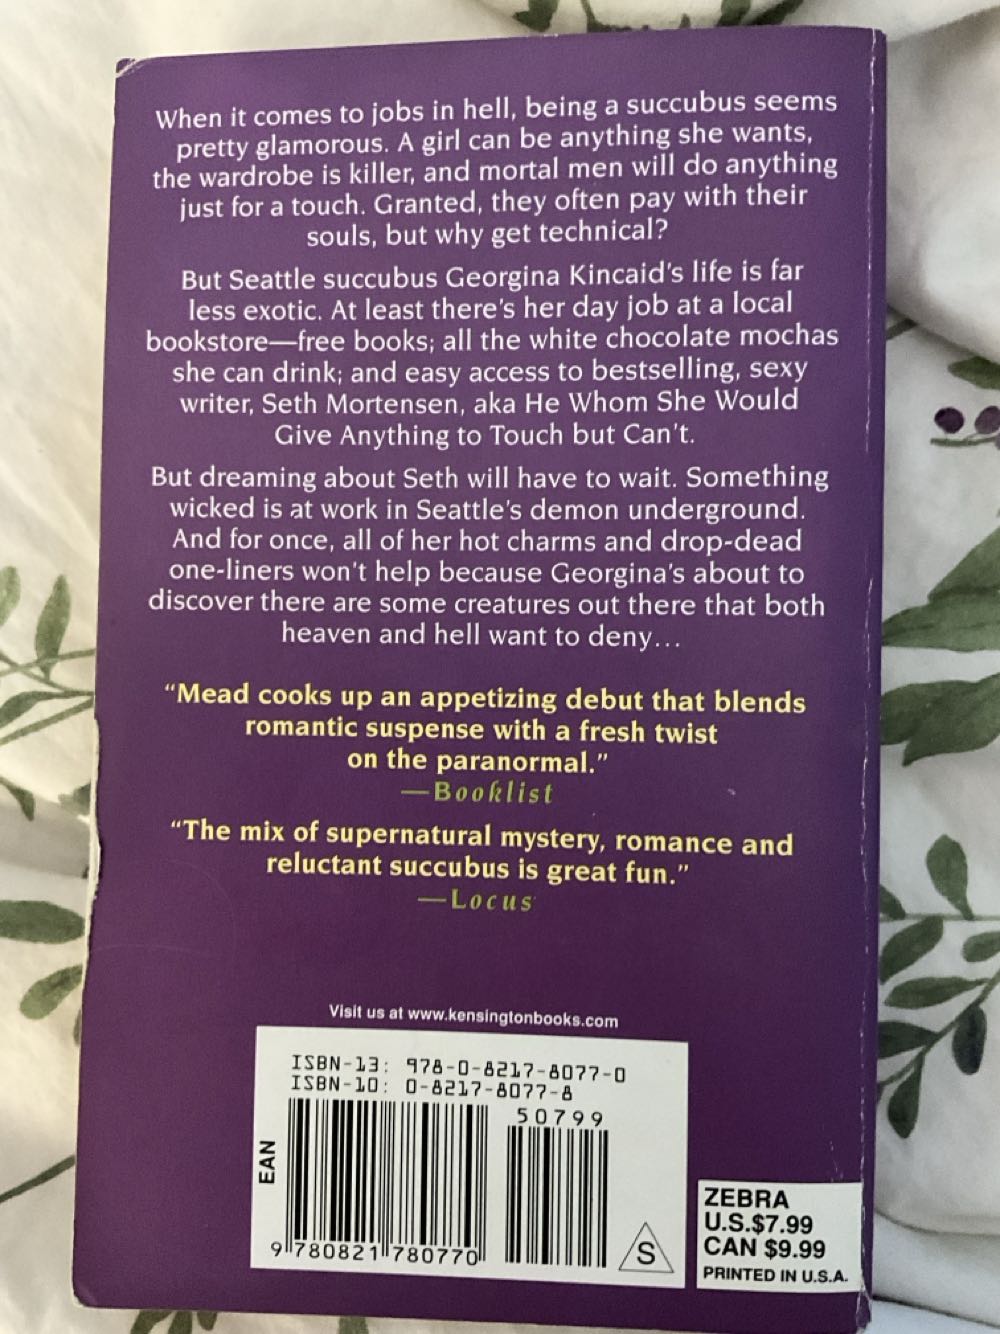 When it comes to jobs in hell, being a succubus seems
pretty glamorous. A girl can be anything she wants,
the wardrobe is killer, and mortal men will do anything
just for a touch. Granted, they often pay with their
souls, but why get technical?
But Seattle succubus Georgina Kincaid's life is far
less exotic. At least there's her day job at a local
bookstore—free books; all the white chocolate mochas
she can drink; and easy access to bestselling, sexy
writer, Seth Mortensen, aka He Whom She Would
Give Anything to Touch but Can't.
But dreaming about Seth will have to wait. Something
wicked is at work in Seattle's demon underground.
And for once, all of her hot charms and drop-dead
one-liners won't help because Georgina's about to
discover there are some creatures out there that both
heaven and hell want to deny...
"Mead cooks up an appetizing debut that blends
romantic suspense with a fresh twist
on the paranormal."
—Booklist
"The mix of supernatural mystery, romance and
reluctant succubus is great fun."
—Locus
Visit us at www.kensingtonbooks.com
ISBN-13: 978-0-8217-8077-0
ISBN-10: 0-8217-8077-8
50799
EAN
9 780821 780770
S
ZEBRA
U.S.$7.99
CAN $9.99
PRINTED IN U.S.A.